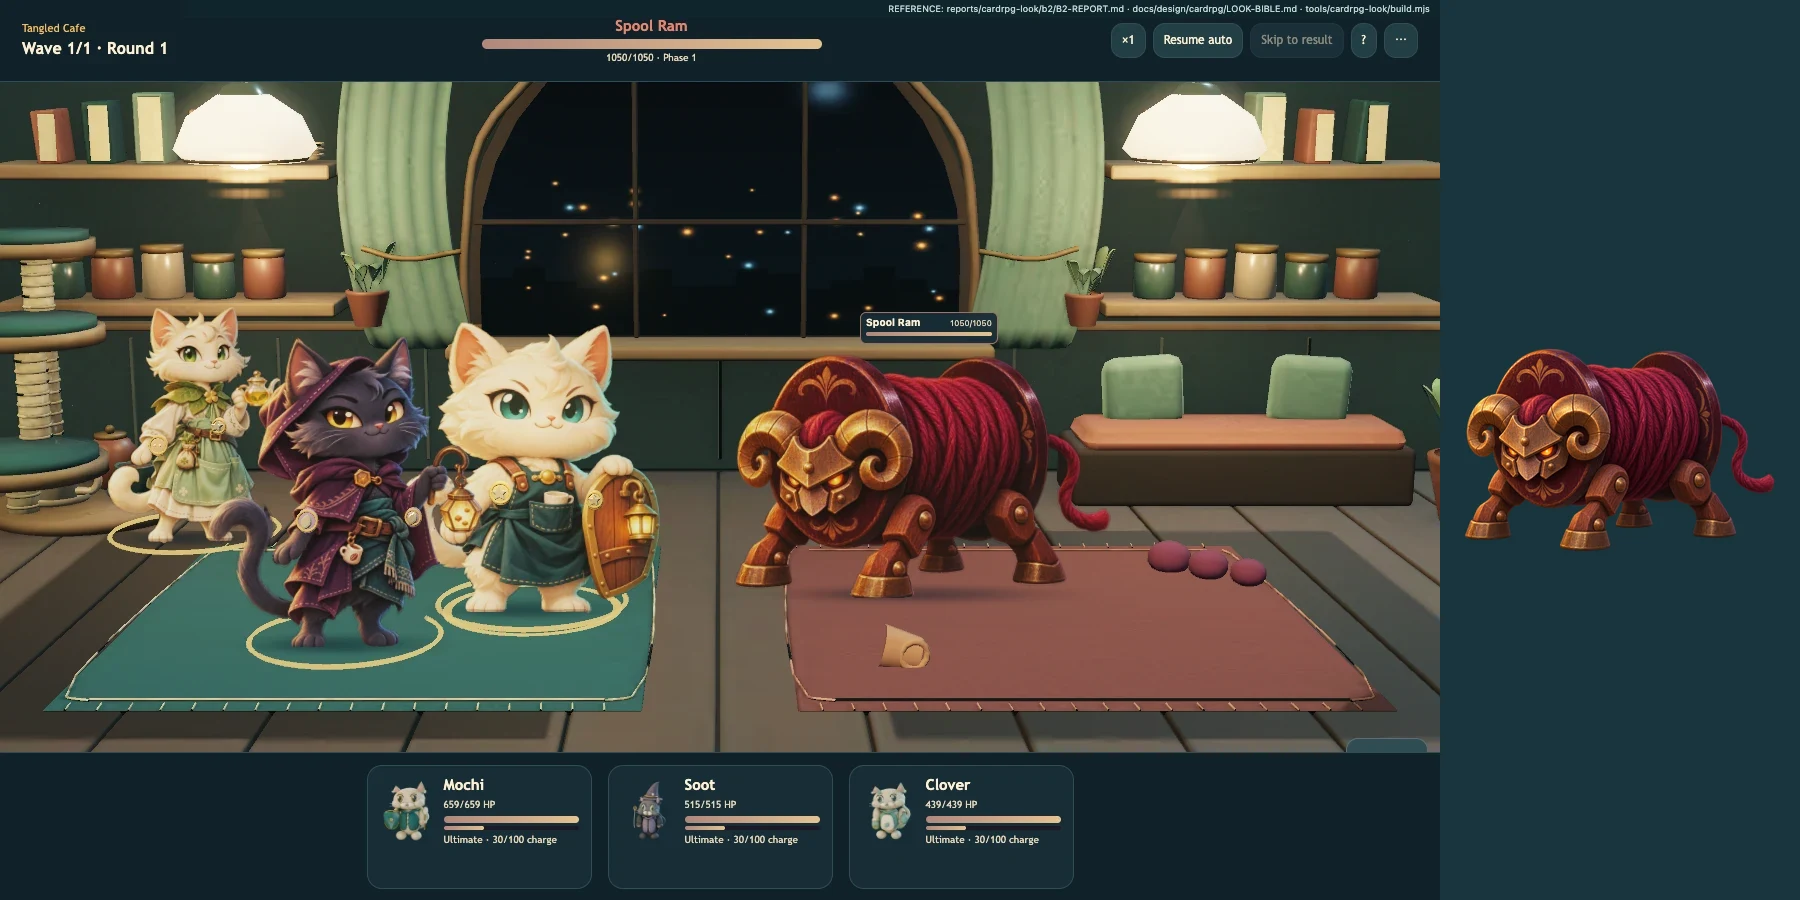 REFERENCE: reports/cardrpg-look/b2/B2-REPORT.md · docs/design/cardrpg/LOOK-BIBLE.md · tools/cardrpg-look/build.mjs
Tangled Cafe
Wave 1/1 · Round 1
Spool Ram
1050/1050 · Phase 1
×1
Resume auto
Skip to result
?
···
Spool Ram 1050/1050
Mochi
659/659 HP
Ultimate · 30/100 charge
Soot
515/515 HP
Ultimate · 30/100 charge
Clover
439/439 HP
Ultimate · 30/100 charge